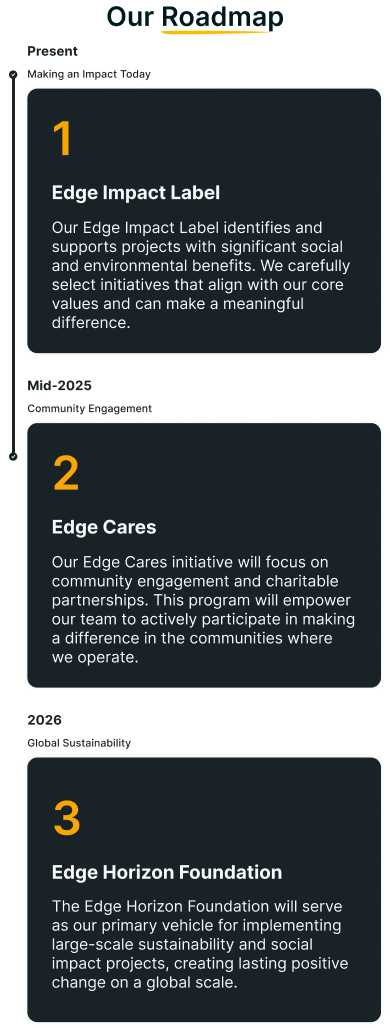 Our Roadmap
Present
Making an Impact Today
1
Edge Impact Label
Our Edge Impact Label identifies and
supports projects with significant social
and environmental benefits. We carefully
select initiatives that align with our core
values and can make a meaningful
difference.
Mid-2025
Community Engagement
2
Edge Cares
Our Edge Cares initiative will focus on
community engagement and charitable
partnerships. This program will empower
our team to actively participate in making
a difference in the communities where
we operate.
2026
Global Sustainability
3
Edge Horizon Foundation
The Edge Horizon Foundation will serve
as our primary vehicle for implementing
large-scale sustainability and social
impact projects, creating lasting positive
change on a global scale.